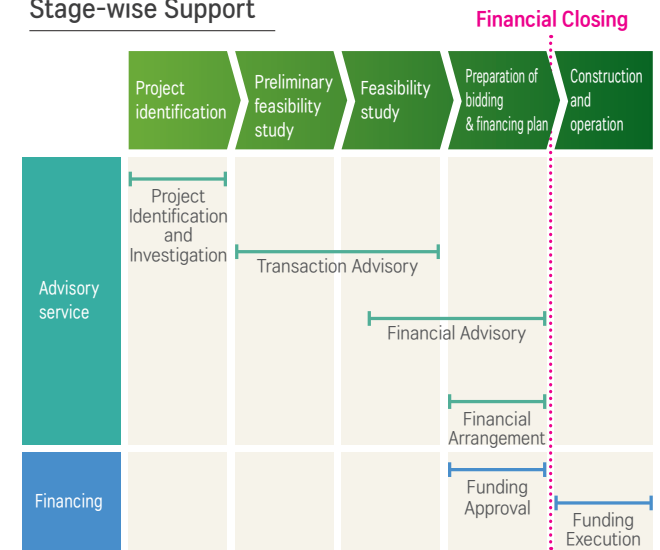 Stage-wise Support
Financial Closing
Project
identification
Preliminary
feasibility
study
Feasibility
study
Preparation of
bidding
& financing plan
Construction
and
operation
Advisory
service
Project
Identification
and
Investigation
Transaction Advisory
Financial Advisory
Financial
Arrangement
Financing
Funding
Approval
Funding
Execution